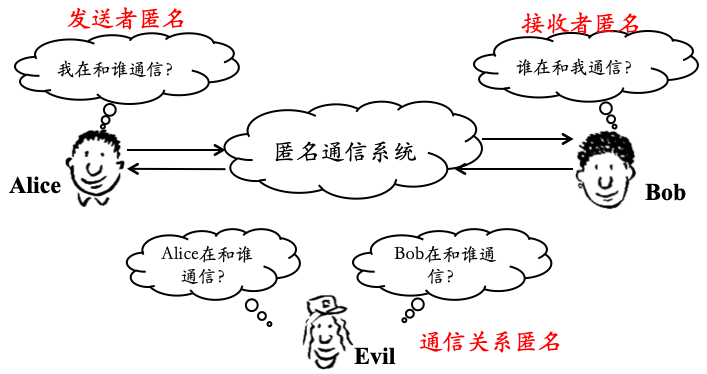 发送者匿名
接收者匿名
我在和谁通信?
谁在和我通信?
匿名通信系统
Alice
Bob
Alice在和谁
通信?
Bob在和谁通
信?
Evil
通信关系匿名